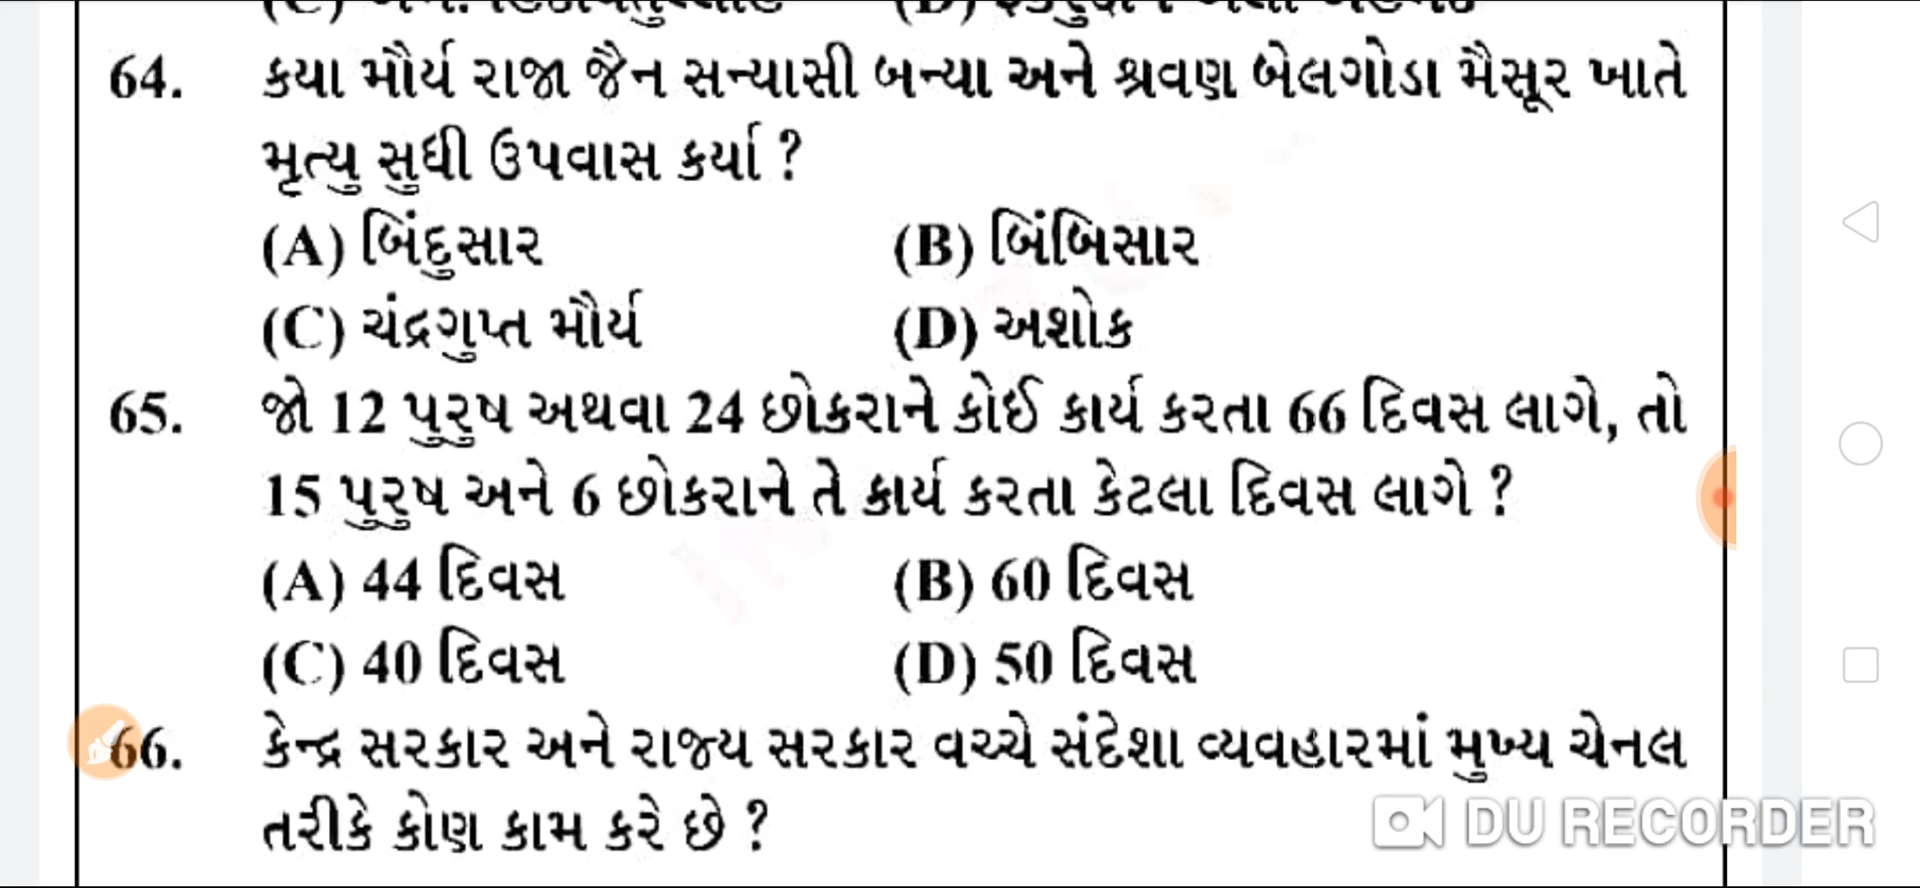 64. કયા મૌર્ય રાજા જૈન સન્યાસી બન્યા અને શ્રવણ બેલગોડા મૈસૂર ખાતે
મૃત્યુ સુધી ઉપવાસ કર્યા ?
(A) બિંદુસાર (B) બિંબિસાર
(C) ચંદ્રગુપ્ત મૌર્ય (D) અશોક
65. જો 12 પુરુષ અથવા 24 છોકરાને કોઈ કાર્ય કરતા 66 દિવસ લાગે, તો
15 પુરુષ અને 6 છોકરાને તે કાર્ય કરતા કેટલા દિવસ લાગે ?
(A) 44 દિવસ (B) 60 દિવસ
(C) 40 દિવસ (D) 50 દિવસ
66. કેન્દ્ર સરકાર અને રાજ્ય સરકાર વચ્ચે સંદેશા વ્યવહારમાં મુખ્ય ચેનલ
તરીકે કોણ કામ કરે છે ?
DU RECORDER